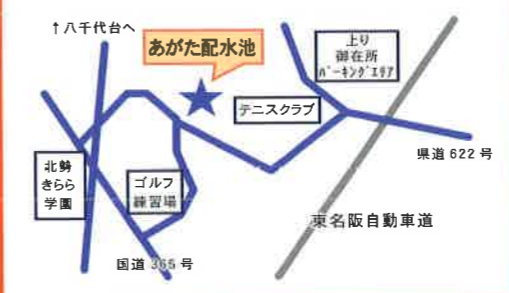 ↑八千代台へ
あがた配水池
上り
御在所
パーキングエリア
テニスクラブ
県道622号
北勢
きらら
学園
ゴルフ
練習場
東名阪自動車道
国道365号